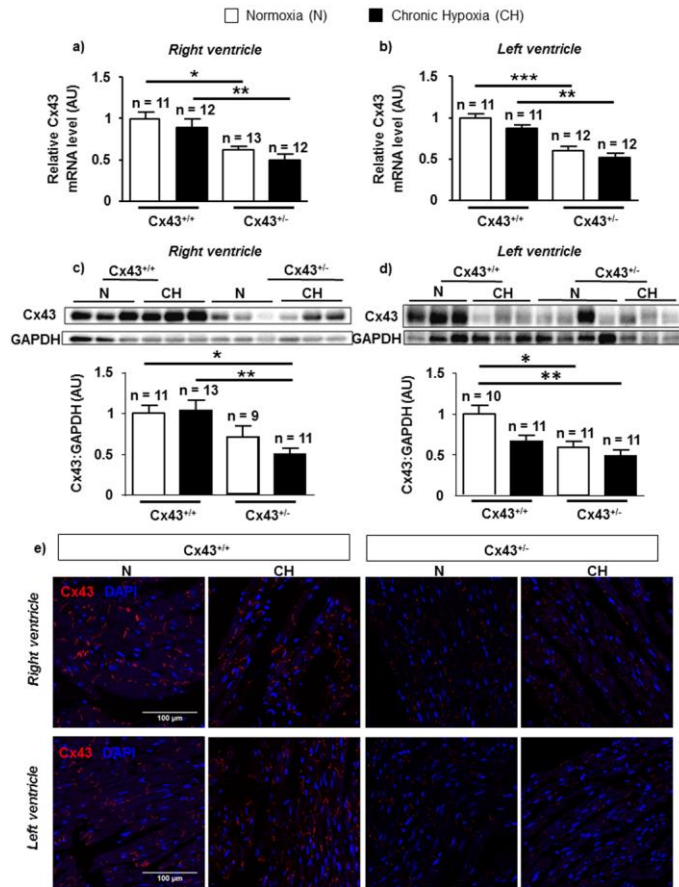 Normoxia (N) Chronic Hypoxia (CH)
a) Right ventricle
Relative Cx43 mRNA level (AU)
1.5
1
0.5
0
n = 11
n = 12
n = 13
n = 12
*
**
Cx43+/+ Cx43+/-
b) Left ventricle
Relative Cx43 mRNA level (AU)
1.5
1
0.5
0
n = 11
n = 11
n = 12
n = 12
***
**
Cx43+/+ Cx43+/-
c) Right ventricle
Cx43+/+ Cx43+/-
N CH N CH
Cx43
GAPDH
Cx43:GAPDH (AU)
1.5
1
0.5
0
n = 11
n = 13
n = 9
n = 11
*
**
Cx43+/+ Cx43+/-
d) Left ventricle
Cx43+/+ Cx43+/-
N CH N CH
Cx43
GAPDH
Cx43:GAPDH (AU)
1.5
1
0.5
0
n = 10
n = 11
n = 11
n = 11
*
**
Cx43+/+ Cx43+/-
e) Cx43+/+ Cx43+/-
N CH N CH
Right ventricle
Cx43 DAPI
100 µm
Left ventricle
Cx43 DAPI
100 µm